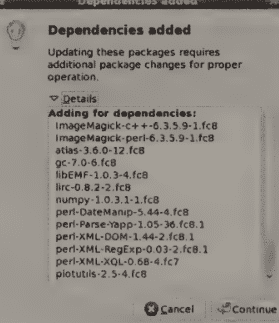 Dependencies added
Dependencies added
Updating these packages requires
additional package changes for proper
operation.
Details
Adding for dependencies:
ImageMagick-c++-6.3.5.9-1.fc8
ImageMagick-perl-6.3.5.9-1.fc8
atlas-3.6.0-12.fc8
gc-7.0-6.fc8
libEMF-1.0.3-4.fc8
lirc-0.8.2-2.fc8
numpy-1.0.3.1-1.fc8
perl-DateManip-5.44-4.fc8
perl-Parse-Yapp-1.05-36.fc8.1
perl-XML-DOM-1.44-2.fc8.1
perl-XML-RegExp-0.03-2.fc8.1
perl-XML-XQL-0.68-4.fc7
plotutils-2.5-4.fc8
Cancel
Continue